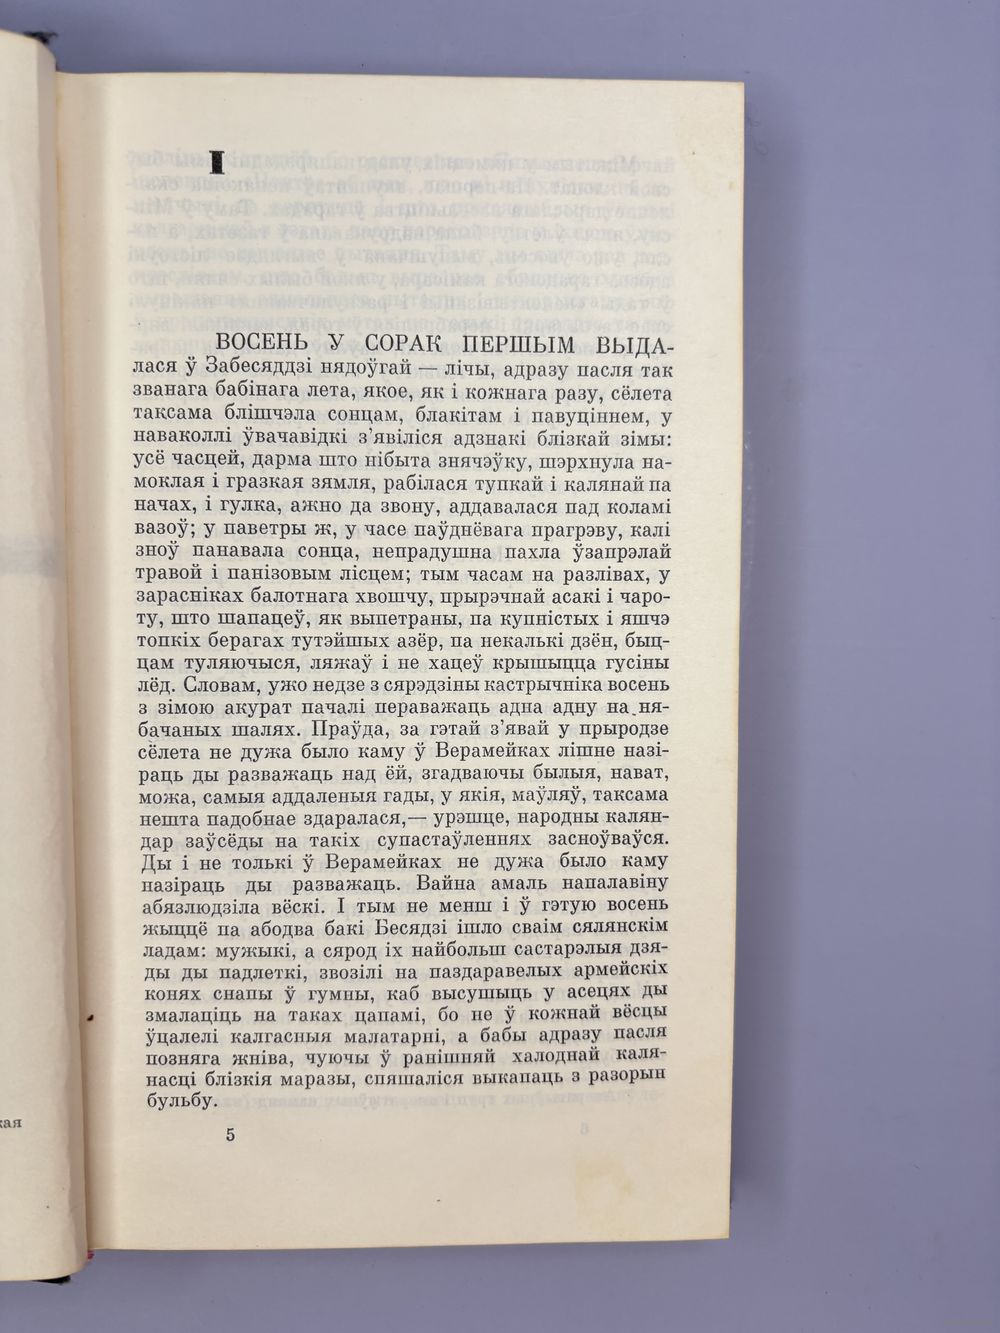 I
ВОСЕНЬ У СОРАК ПЕРШЫМ ВЫДА-
лася ў Забесяддзі нядоўгай — лічы, адразу пасля так
званага бабінага лета, якое, як і кожнага разу, сёлета
таксама блішчэла сонцам, блакітам і павуціннем, у
наваколлі ўвачавідкі з'явіліся адзнакі блізкай зімы:
усё часцей, дарма што нібыта знячэўку, шэрхнула на-
моклая і гразкая зямля, рабілася тупкай і калянай па
начах, і гулка, ажно да звону, аддавалася пад коламі
вазоў; у паветры ж, у часе паўднёвага прагрэву, калі
зноў панавала сонца, непрадушна пахла ўзапрэлай
травой і панізовым лісцем; тым часам на разлівах, у
зарасніках балотнага хвошчу, прырэчнай асакі і чаро-
ту, што шапацеў, як выпетраны, па купністых і яшчэ
топкіх берагах тутэйшых азёр, па некалькі дзён, быц-
цам туляючыся, ляжаў і не хацеў крышыцца гусіны
лёд. Словам, ужо недзе з сярэдзіны кастрычніка восень
з зімою акурат пачалі пераважаць адна адну на ня-
бачаных шалях. Праўда, за гэтай з'явай у прыродзе
сёлета не дужа было каму ў Верамейках лішне назі-
раць ды разважаць над ёй, згадваючы былыя, нават,
можа, самыя аддаленыя гады, у якія, маўляў, таксама
нешта падобнае здаралася,— урэшце, народны калян-
дар заўсёды на такіх супастаўленнях засноўваўся.
Ды і не толькі ў Верамейках не дужа было каму
назіраць ды разважаць. Вайна амаль напалавіну
абязлюдзіла вёскі. І тым не менш і ў гэтую восень
жыццё па абодва бакі Бесядзі ішло сваім сялянскім
ладам: мужыкі, а сярод іх найбольш састарэлыя дзя-
ды ды падлеткі, звозілі на паздаравелых армейскіх
конях снапы ў гумны, каб высушыць у асецях ды
змалаціць на таках цапамі, бо не ў кожнай вёсцы
ўцалелі калгасныя малатарні, а бабы адразу пасля
позняга жніва, чуючы ў ранішняй халоднай каля-
насці блізкія маразы, спяшаліся выкапаць з разорын
бульбу.
5
кая